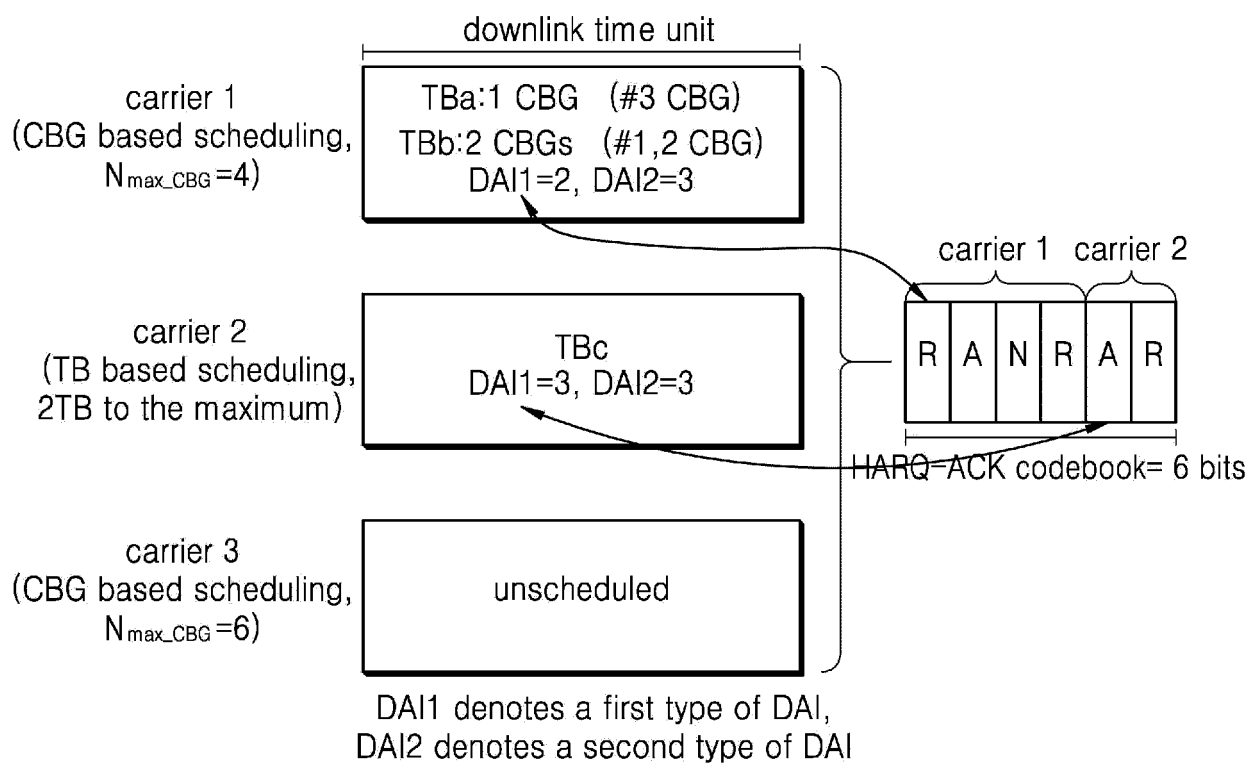 downlink time unit
carrier 1
(CBG based scheduling,
Nmax_CBG=4)
TBa:1 CBG (#3 CBG)
TBb:2 CBGs (#1,2 CBG)
DAI1=2, DAI2=3
carrier 2
(TB based scheduling,
2TB to the maximum)
TBc
DAI1=3, DAI2=3
carrier 1 carrier 2
R A N R A R
HARQ-ACK codebook= 6 bits
carrier 3
(CBG based scheduling,
Nmax_CBG=6)
unscheduled
DAI1 denotes a first type of DAI,
DAI2 denotes a second type of DAI